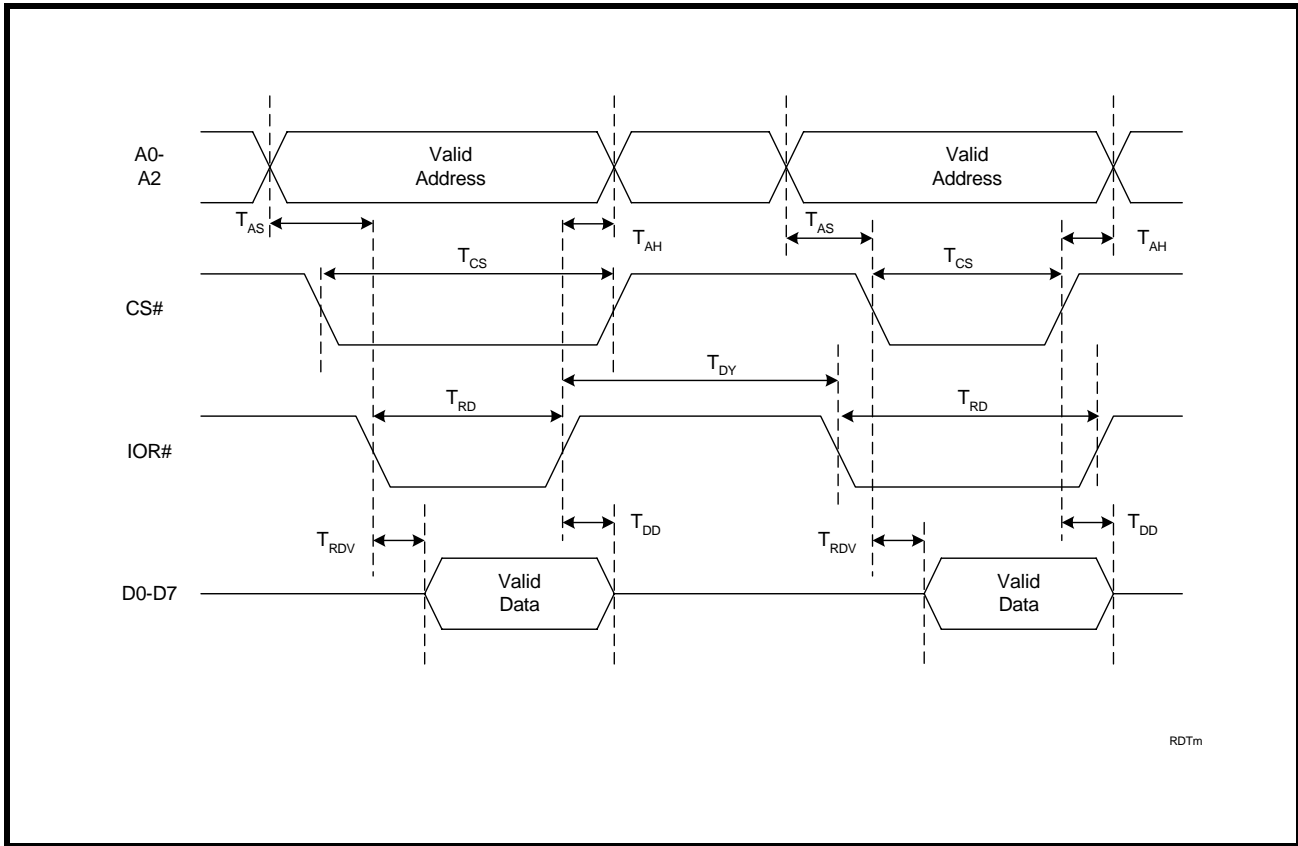 A0-
A2
Valid
Address
Valid
Address
TAS
TAH
TAS
TAH
CS#
TCS
TCS
TDY
IOR#
TRD
TRD
TRDV
TDD
TRDV
TDD
D0-D7
Valid
Data
Valid
Data
RDTm